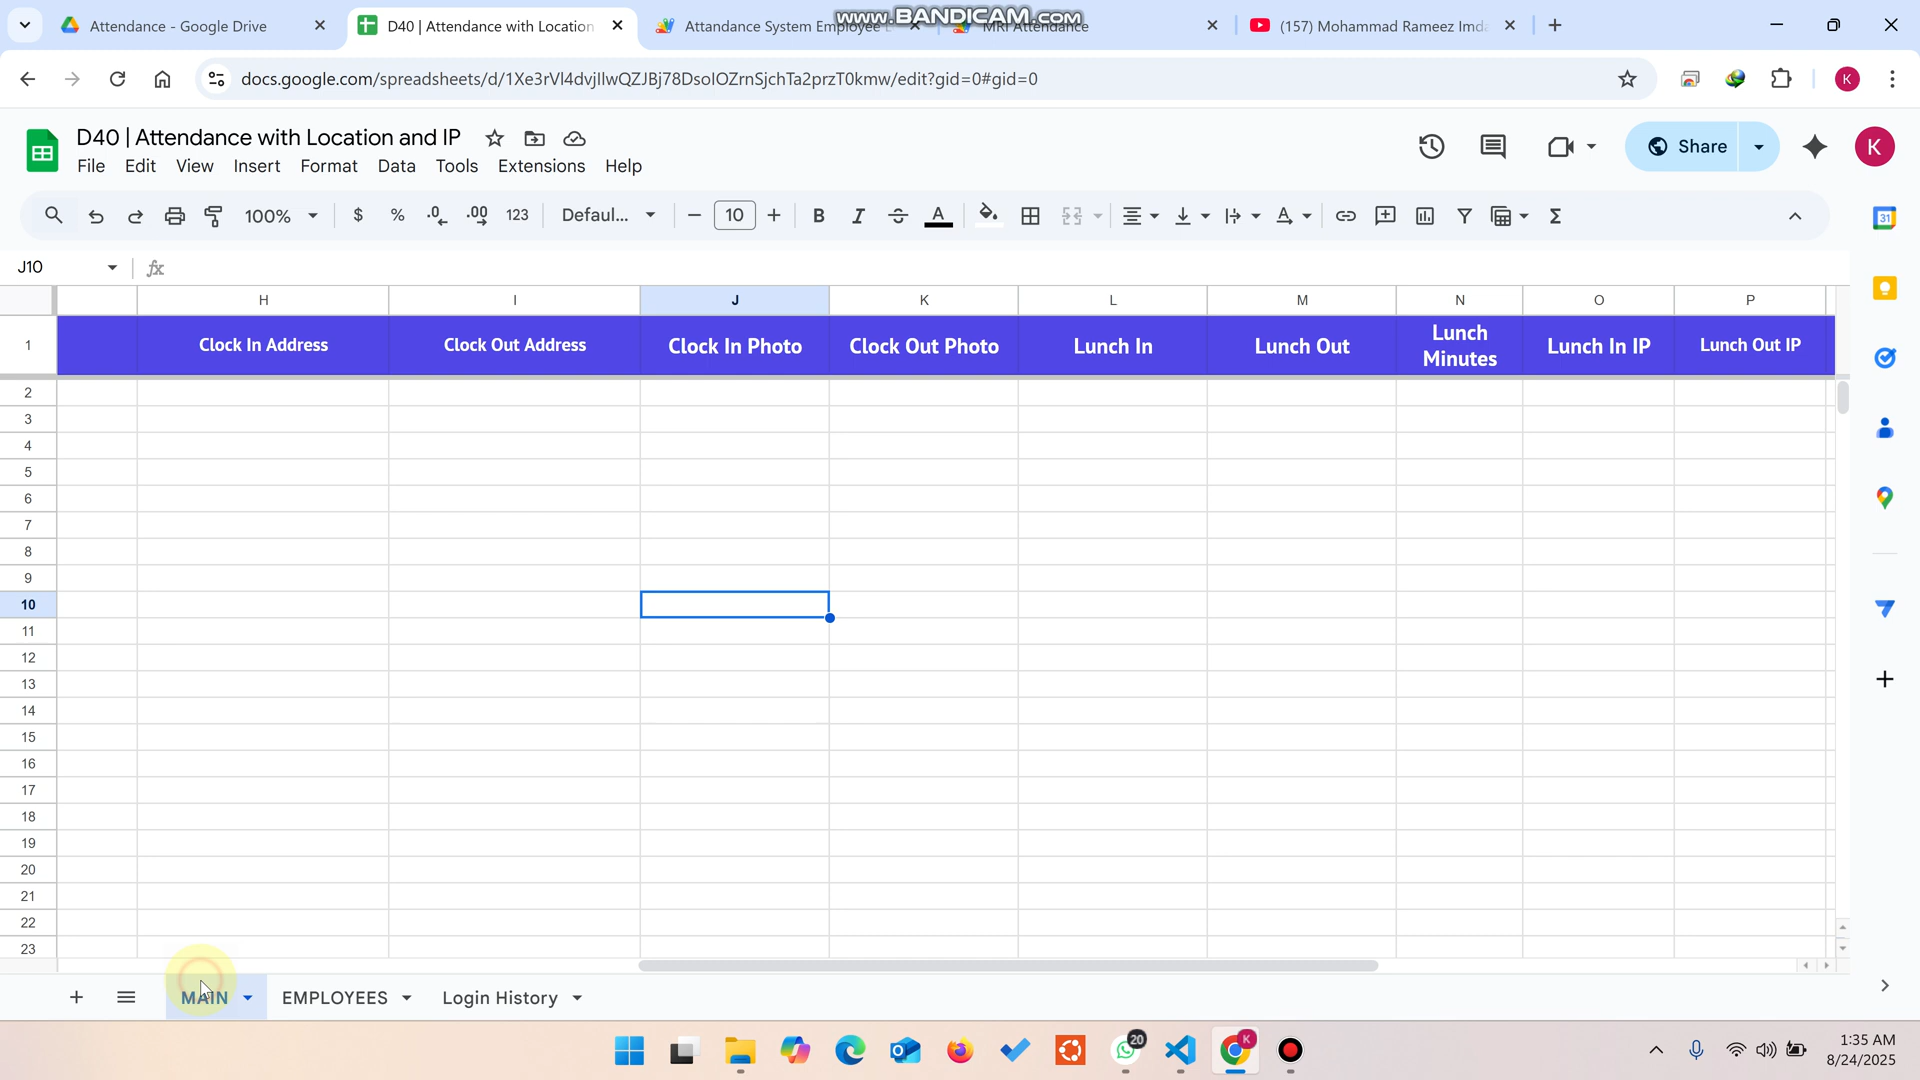 Attendance - Google Drive
D40 | Attendance with Location
Attandance System Employee
MRI Attendance
(157) Mohammad Rameez Imda
www.BANDICAM.com
docs.google.com/spreadsheets/d/1Xe3rVl4dvjIlwQZJBj78DsoIOZrnSjchTa2przT0kmw/edit?gid=0#gid=0
K
D40 | Attendance with Location and IP
Share
K
File Edit View Insert Format Data Tools Extensions Help
100% $ % .0 .00 123 Defaul... 10 B I A
31
J10
fx
H I J K L M N O P
1 Clock In Address Clock Out Address Clock In Photo Clock Out Photo Lunch In Lunch Out Lunch Minutes Lunch In IP Lunch Out IP
2
3
4
5
6
7
8
9
10
11
12
13
14
15
16
17
18
19
20
21
22
23
MAIN EMPLOYEES Login History
20
K
1:35 AM
8/24/2025